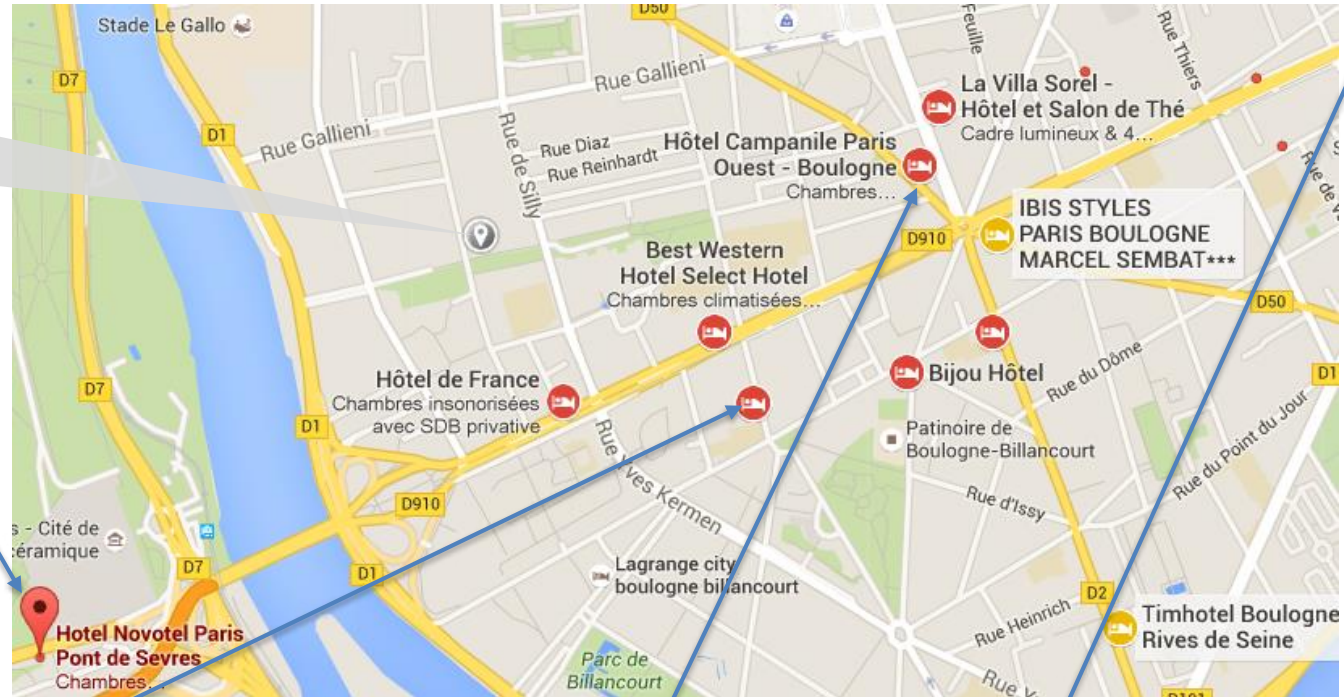 Stade Le Gallo
D50
D7
D1
Rue Gallieni
Rue Gallieni
Rue de Silly
Rue Diaz
Rue Reinhardt
Feuille
Rue Thiers
La Villa Sorel -
Hôtel et Salon de Thé
Cadre lumineux & 4...
Hôtel Campanile Paris
Ouest - Boulogne
Chambres...
IBIS STYLES
PARIS BOULOGNE
MARCEL SEMBAT***
D910
Rue de
Best Western
Hotel Select Hotel
Chambres climatisées...
D50
Hôtel de France
Chambres insonorisées
avec SDB privative
Bijou Hôtel
Rue du Dôme
D1
D7
D1
Patinoire de
Boulogne-Billancourt
Rue du Point du Jour
Rue Yves Kermen
Rue d'Issy
D910
s - Cité de
céramique
D7
D1
Lagrange city
boulogne billancourt
D2
Rue Heinrich
Timhotel Boulogne
Rives de Seine
Hotel Novotel Paris
Pont de Sevres
Chambres...
Parc de
Billancourt
Rue Y
D101